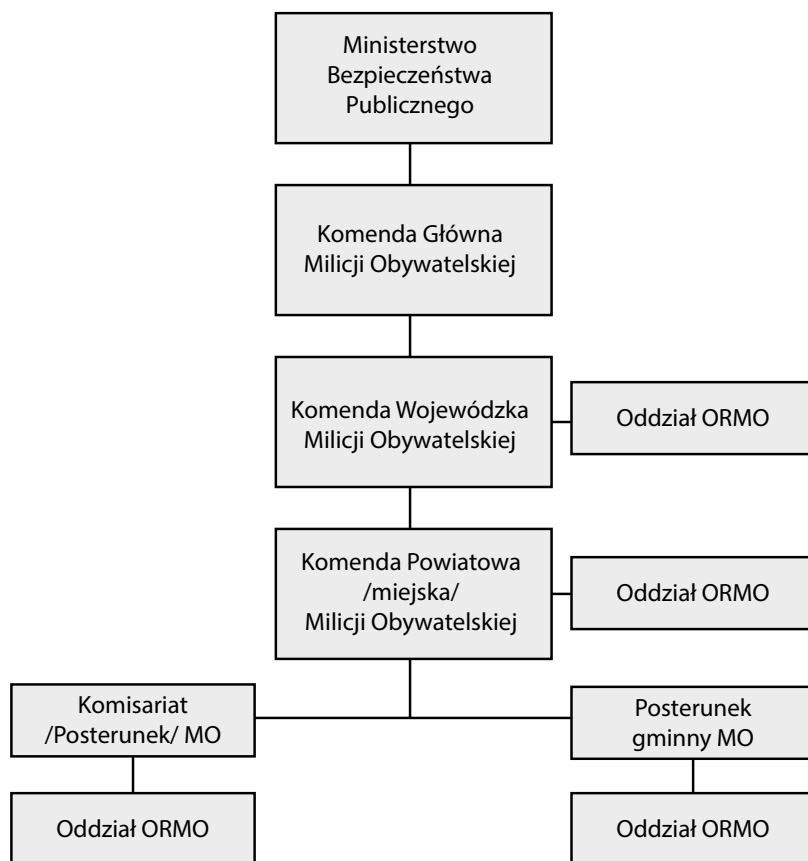 Ministerstwo
Bezpieczeństwa
Publicznego
Komenda Główna
Milicji Obywatelskiej
Komenda Wojewódzka
Milicji Obywatelskiej
Oddział ORMO
Komenda Powiatowa
/miejska/
Milicji Obywatelskiej
Oddział ORMO
Komisariat
/Posterunek/ MO
Posterunek
gminny MO
Oddział ORMO
Oddział ORMO